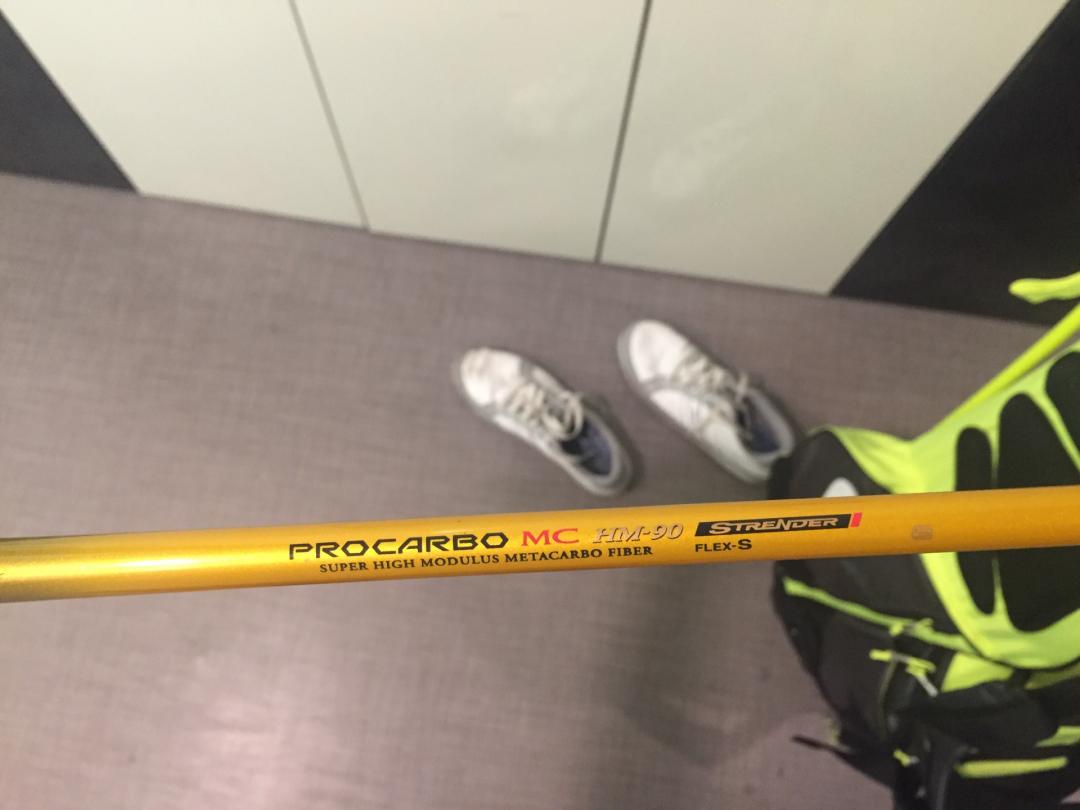 PROCARBO MC HM-90 STRENDER
SUPER HIGH MODULUS METACARBO FIBER FLEX-S